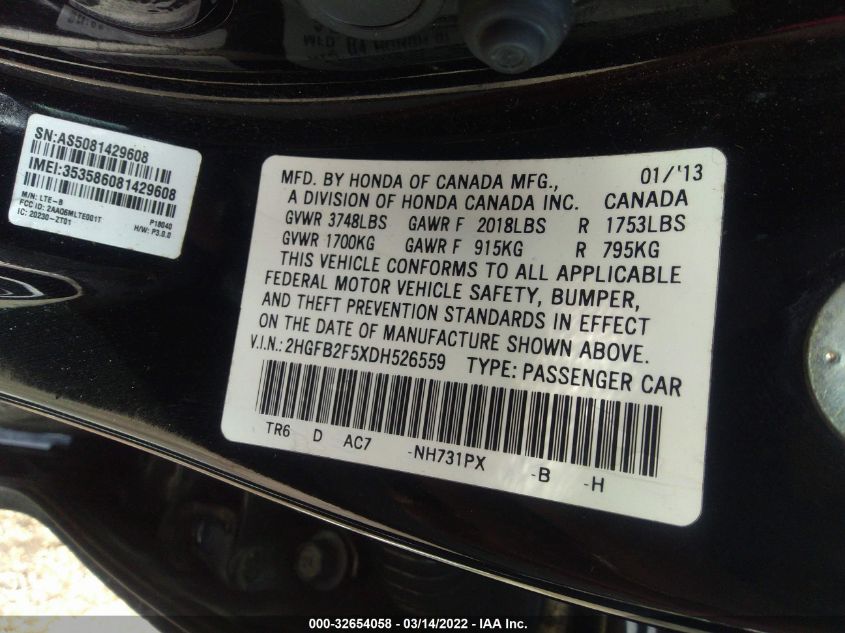 SN:AS5081429608
IMEI:353586081429608
M/N: LTE-B
FCC ID: 2AAO6MLTE001T P18040
IC: 20230-ZT01 H/W: P3.0.0
MFD. BY HONDA OF CANADA MFG., 01/'13
A DIVISION OF HONDA CANADA INC. CANADA
GVWR 3748LBS GAWR F 2018LBS R 1753LBS
GVWR 1700KG GAWR F 915KG R 795KG
THIS VEHICLE CONFORMS TO ALL APPLICABLE
FEDERAL MOTOR VEHICLE SAFETY, BUMPER,
AND THEFT PREVENTION STANDARDS IN EFFECT
ON THE DATE OF MANUFACTURE SHOWN ABOVE.
V.I.N.: 2HGFB2F5XDH526559 TYPE: PASSENGER CAR
TR6 D AC7 -NH731PX -B -H
000-32654058 - 03/14/2022 - IAA Inc.